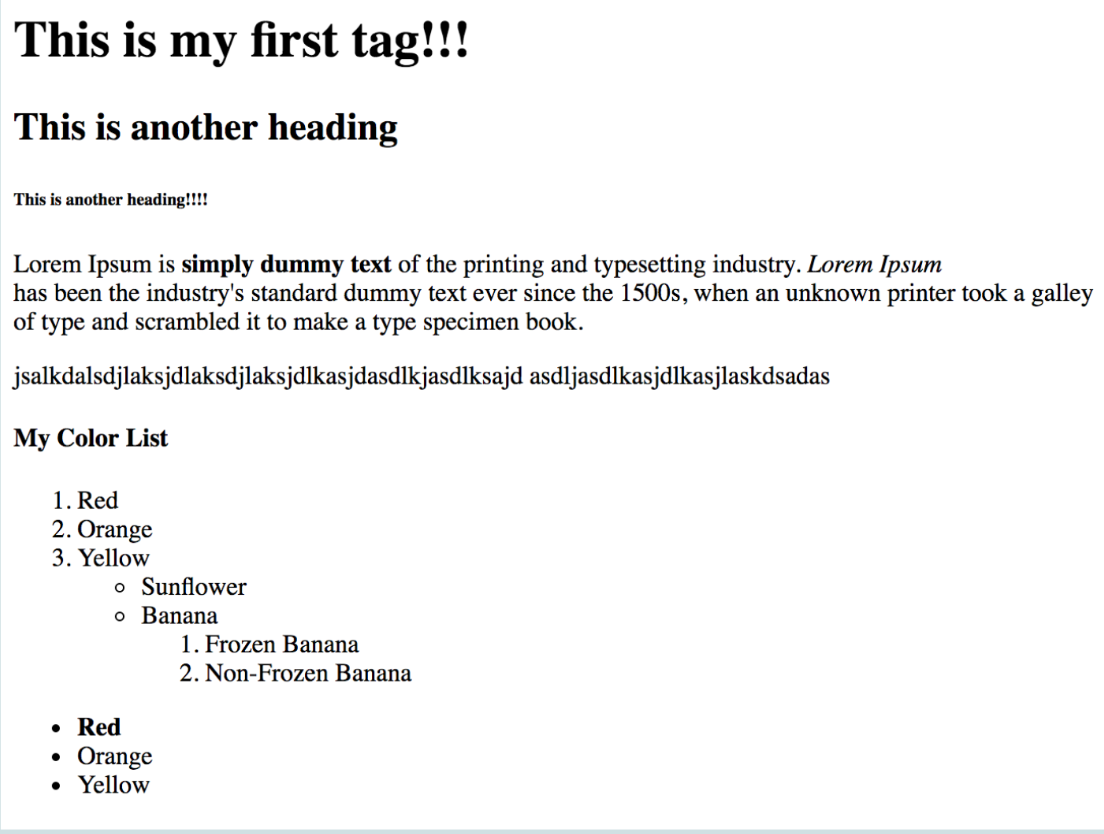 This is my first tag!!!
This is another heading
This is another heading!!!!
Lorem Ipsum is simply dummy text of the printing and typesetting industry. Lorem Ipsum
has been the industry's standard dummy text ever since the 1500s, when an unknown printer took a galley
of type and scrambled it to make a type specimen book.
jsalkdalsdjlaksjdlaksdjlaksjdlkasjdasdlkjasdlksajd asdljasdlkasjdlkasjlaskdsadas
My Color List
1. Red
2. Orange
3. Yellow
◦ Sunflower
◦ Banana
1. Frozen Banana
2. Non-Frozen Banana
• Red
• Orange
• Yellow